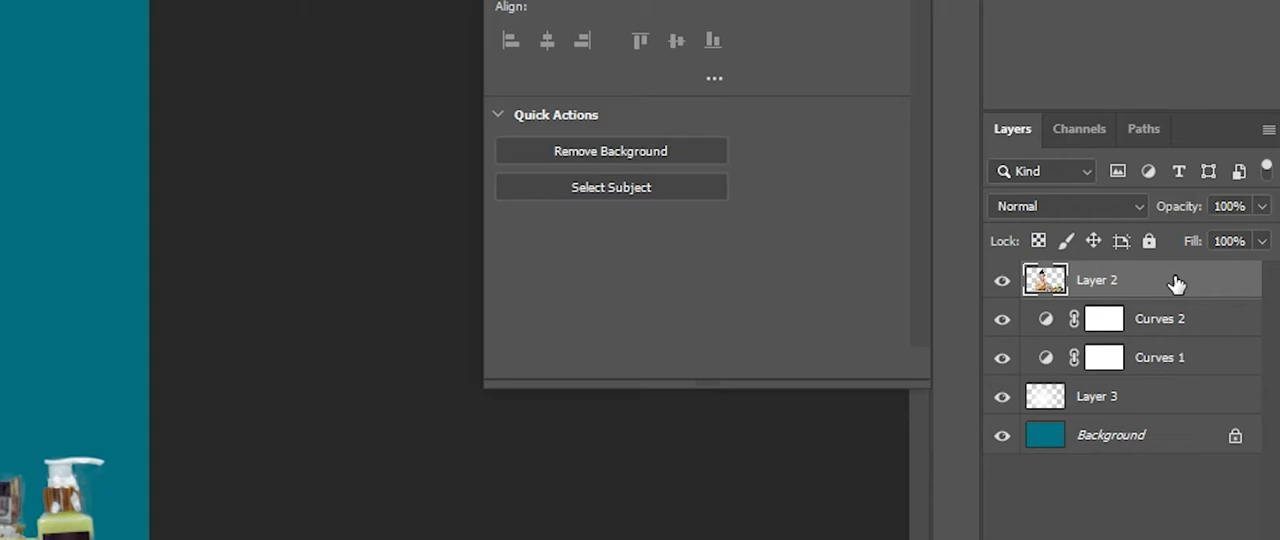 Align:
Quick Actions
Remove Background
Select Subject
Layers Channels Paths
Kind
Normal Opacity: 100%
Lock: Fill: 100%
Layer 2
Curves 2
Curves 1
Layer 3
Background